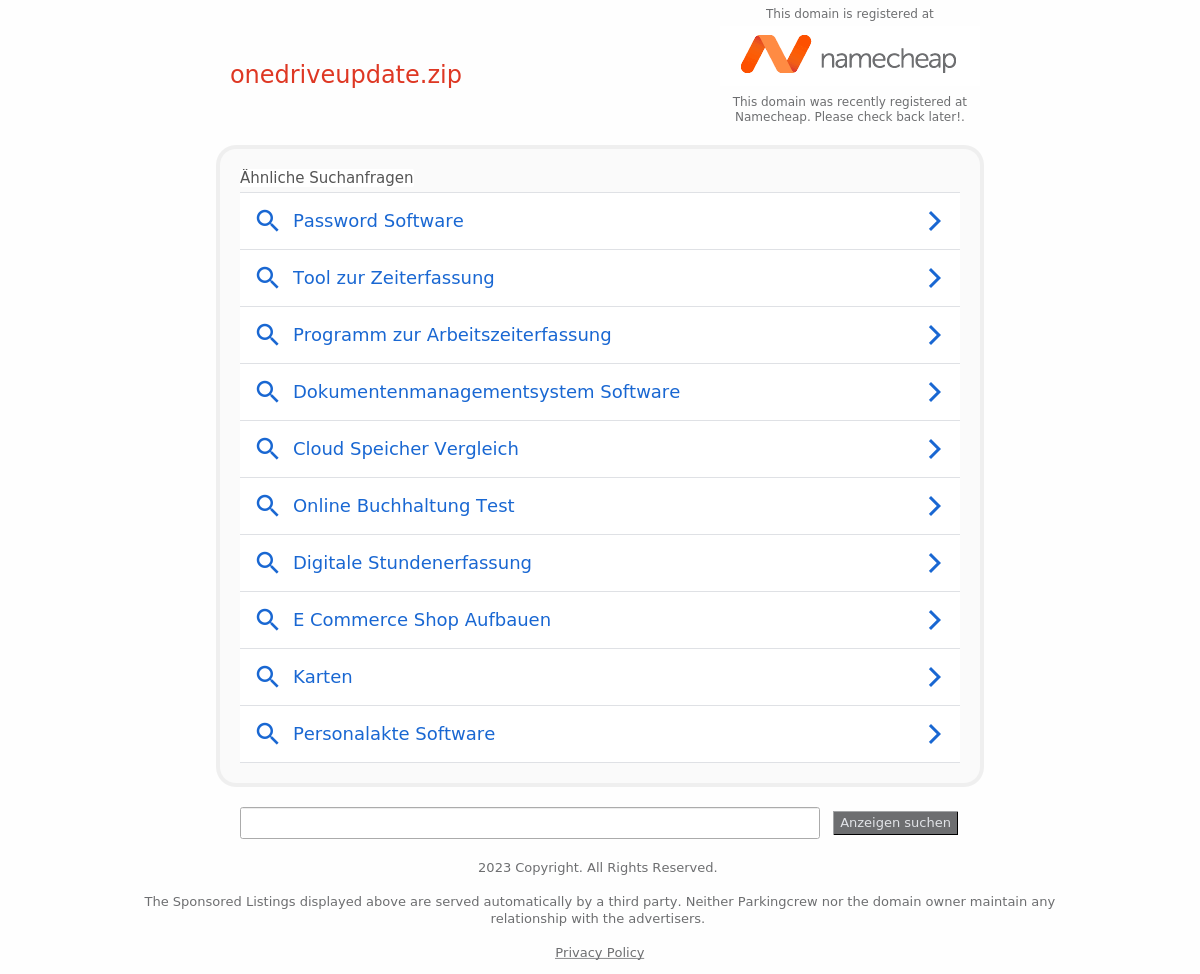 This domain is registered at
namecheap
onedriveupdate.zip
This domain was recently registered at
Namecheap. Please check back later!.
Ähnliche Suchanfragen
Password Software
Tool zur Zeiterfassung
Programm zur Arbeitszeiterfassung
Dokumentenmanagementsystem Software
Cloud Speicher Vergleich
Online Buchhaltung Test
Digitale Stundenerfassung
E Commerce Shop Aufbauen
Karten
Personalakte Software
Anzeigen suchen
2023 Copyright. All Rights Reserved.
The Sponsored Listings displayed above are served automatically by a third party. Neither Parkingcrew nor the domain owner maintain any
relationship with the advertisers.
Privacy Policy